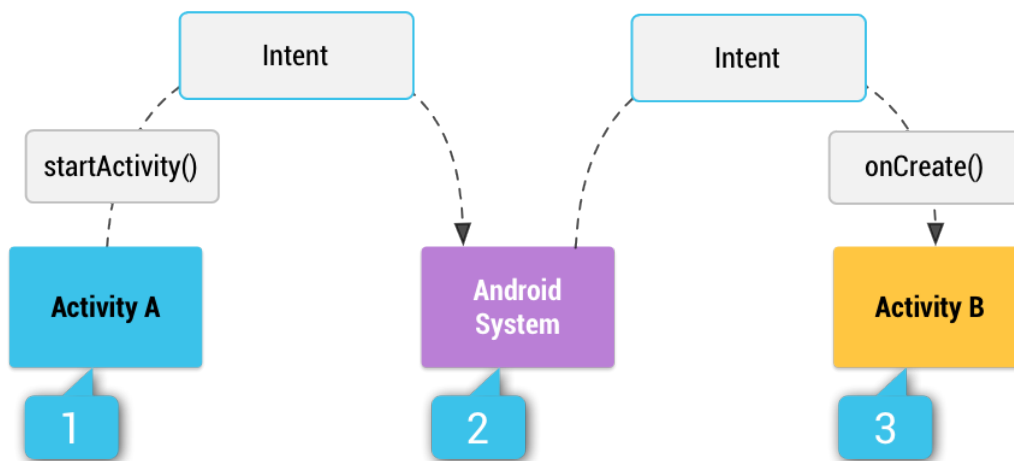 Intent
Intent
startActivity()
onCreate()
Activity A
Android
System
Activity B
1
2
3